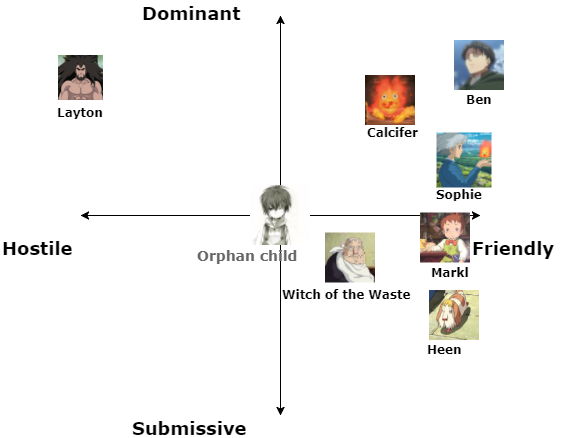 Dominant
Layton
Ben
Calcifer
Sophie
Hostile
Friendly
Orphan child
Markl
Witch of the Waste
Heen
Submissive